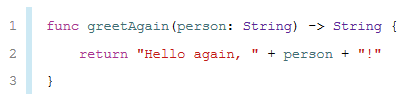 1 func greetAgain(person: String) -> String {
2     return "Hello again, " + person + "!"
3 }